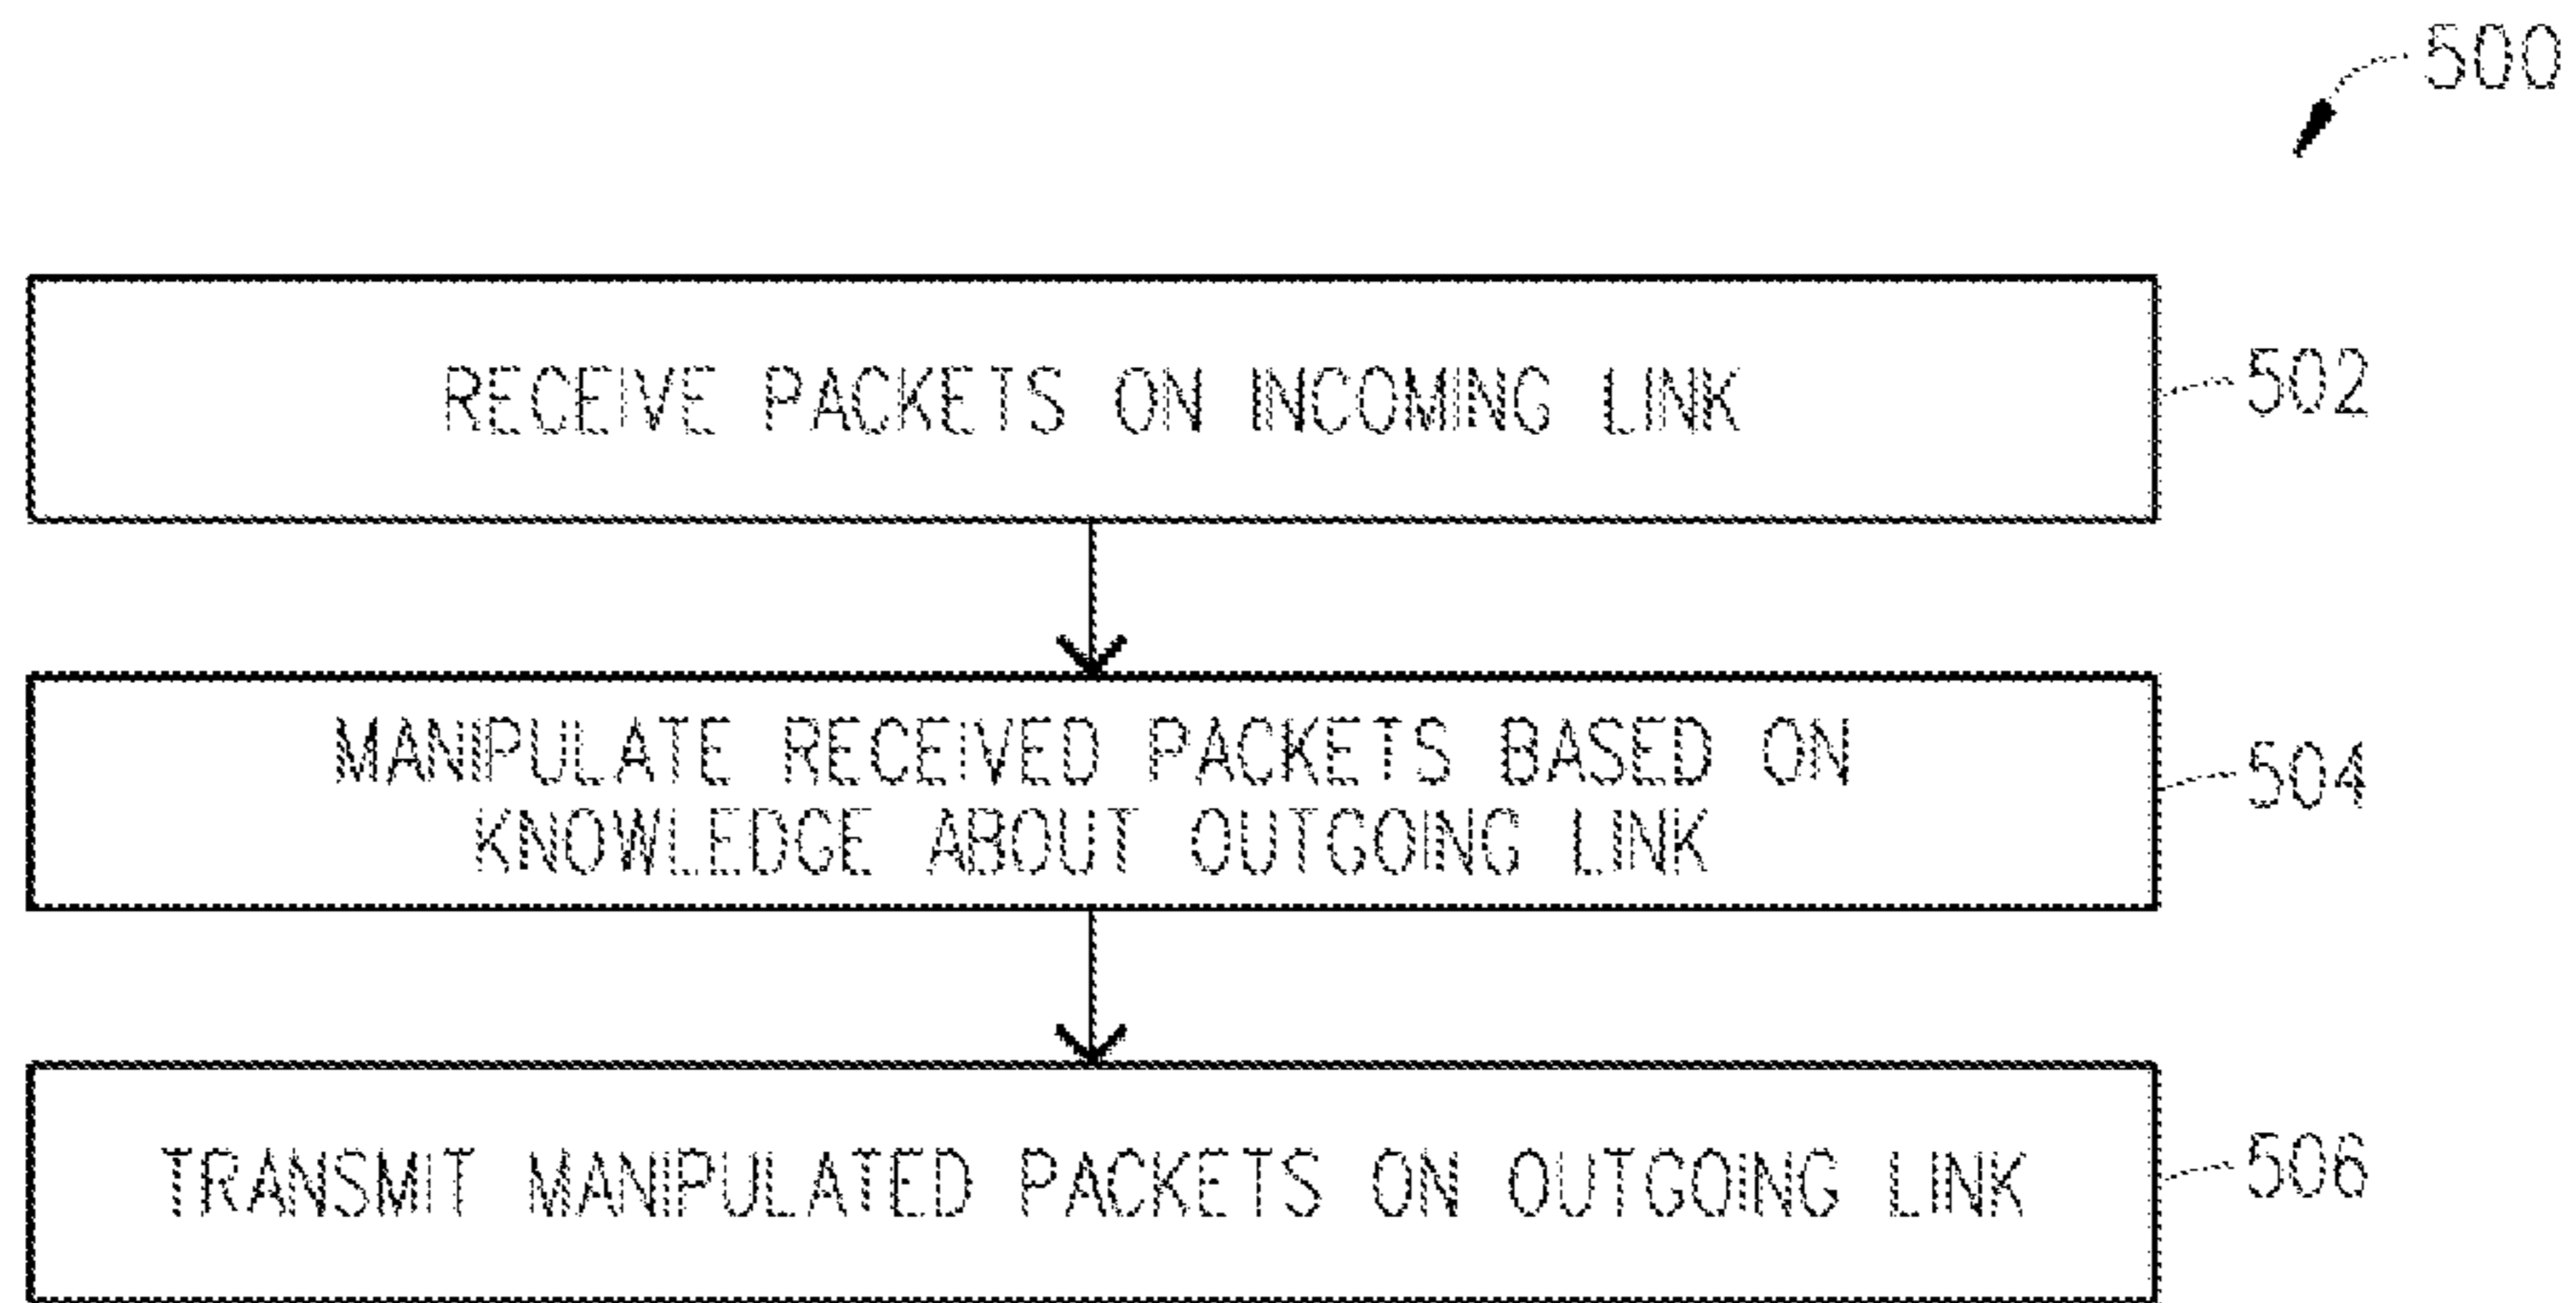 500
RECEIVE PACKETS ON INCOMING LINK
502
MANIPULATE RECEIVED PACKETS BASED ON
KNOWLEDGE ABOUT OUTGOING LINK
504
TRANSMIT MANIPULATED PACKETS ON OUTGOING LINK
506